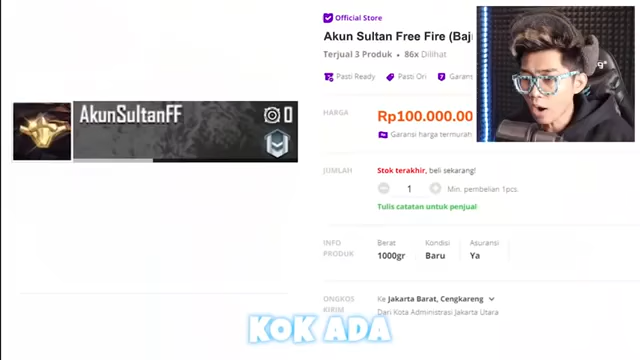 Official Store
Akun Sultan Free Fire (Baj
Terjual 3 Produk • 86x Dilihat
Pasti Ready
Pasti Ori
Garans
AkunSultanFF
0
HARGA
Rp100.000.00
Garansi harga termurah
JUMLAH
Stok terakhir, beli sekarang!
1
Min. pembelian 1pcs.
Tulis catatan untuk penjual
INFO PRODUK
Berat
Kondisi
Asuransi
1000gr
Baru
Ya
ONGKOS KIRIM
Ke Jakarta Barat, Cengkareng
Dari Kota Administrasi Jakarta Utara
KOK ADA